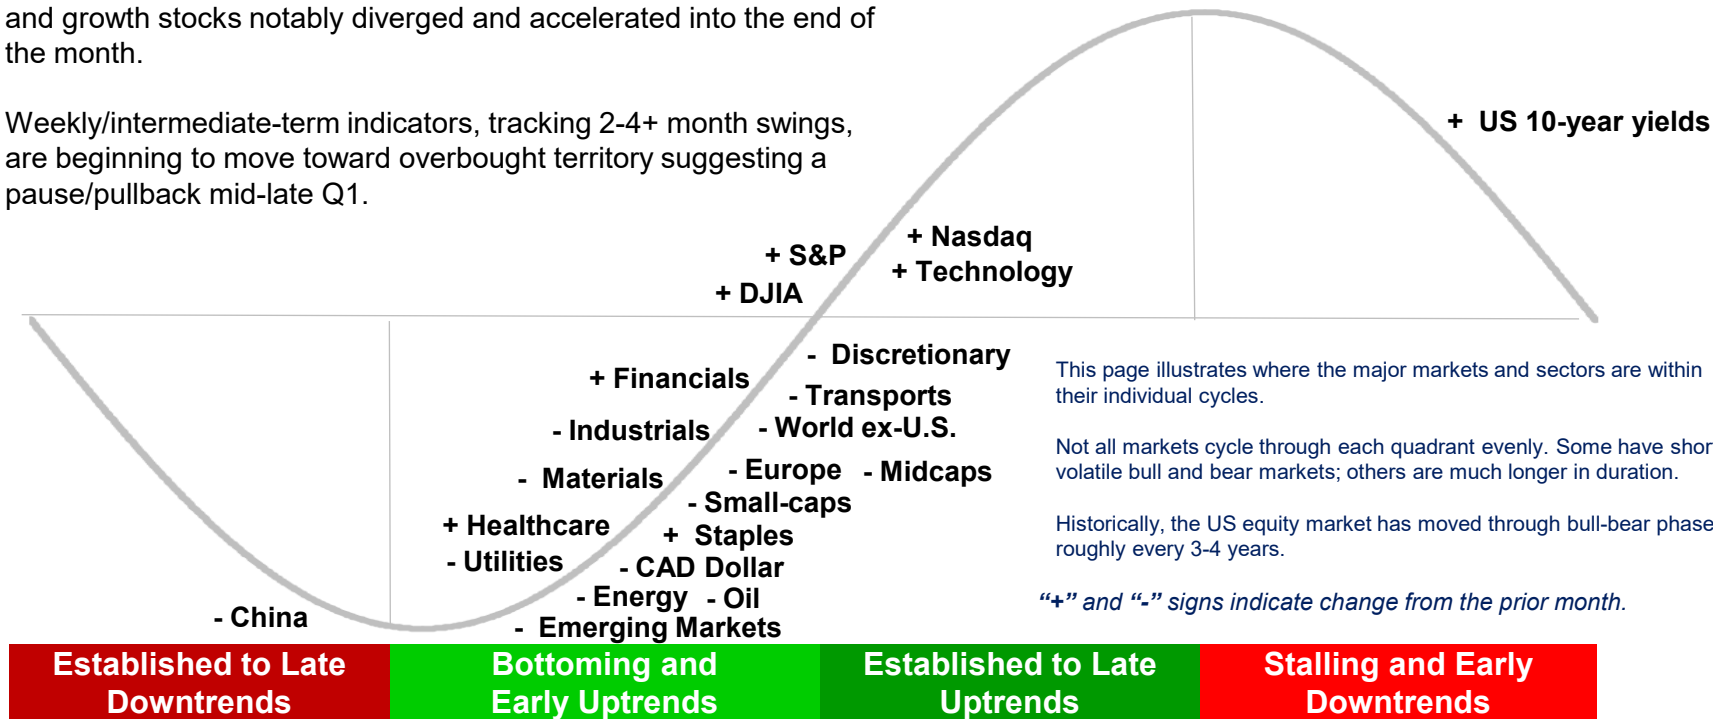 and growth stocks notably diverged and accelerated into the end of
the month.
Weekly/intermediate-term indicators, tracking 2-4+ month swings,
are beginning to move toward overbought territory suggesting a
pause/pullback mid-late Q1.
+ US 10-year yields
+ Nasdaq
+ S&P
+ Technology
+ DJIA
- Discretionary
+ Financials
- Transports
- Industrials
- World ex-U.S.
- Europe
- Midcaps
- Materials
- Small-caps
+ Healthcare
+ Staples
- Utilities
- CAD Dollar
- Energy
- Oil
- China
- Emerging Markets
This page illustrates where the major markets and sectors are within
their individual cycles.
Not all markets cycle through each quadrant evenly. Some have shor
volatile bull and bear markets; others are much longer in duration.
Historically, the US equity market has moved through bull-bear phase
roughly every 3-4 years.
“+” and “-” signs indicate change from the prior month.
Established to Late
Downtrends
Bottoming and
Early Uptrends
Established to Late
Uptrends
Stalling and Early
Downtrends